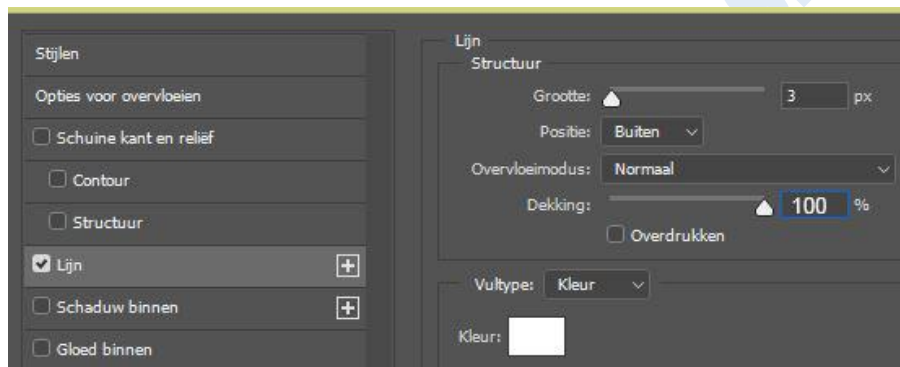 Stijlen
Opties voor overvloeien
Schuine kant en reliëf
Contour
Structuur
Lijn
Schaduw binnen
Gloed binnen
Lijn
Structuur
Grootte: 3 px
Positie: Buiten
Overvloeimodus: Normaal
Dekking: 100 %
Overdrukken
Vultype: Kleur
Kleur: